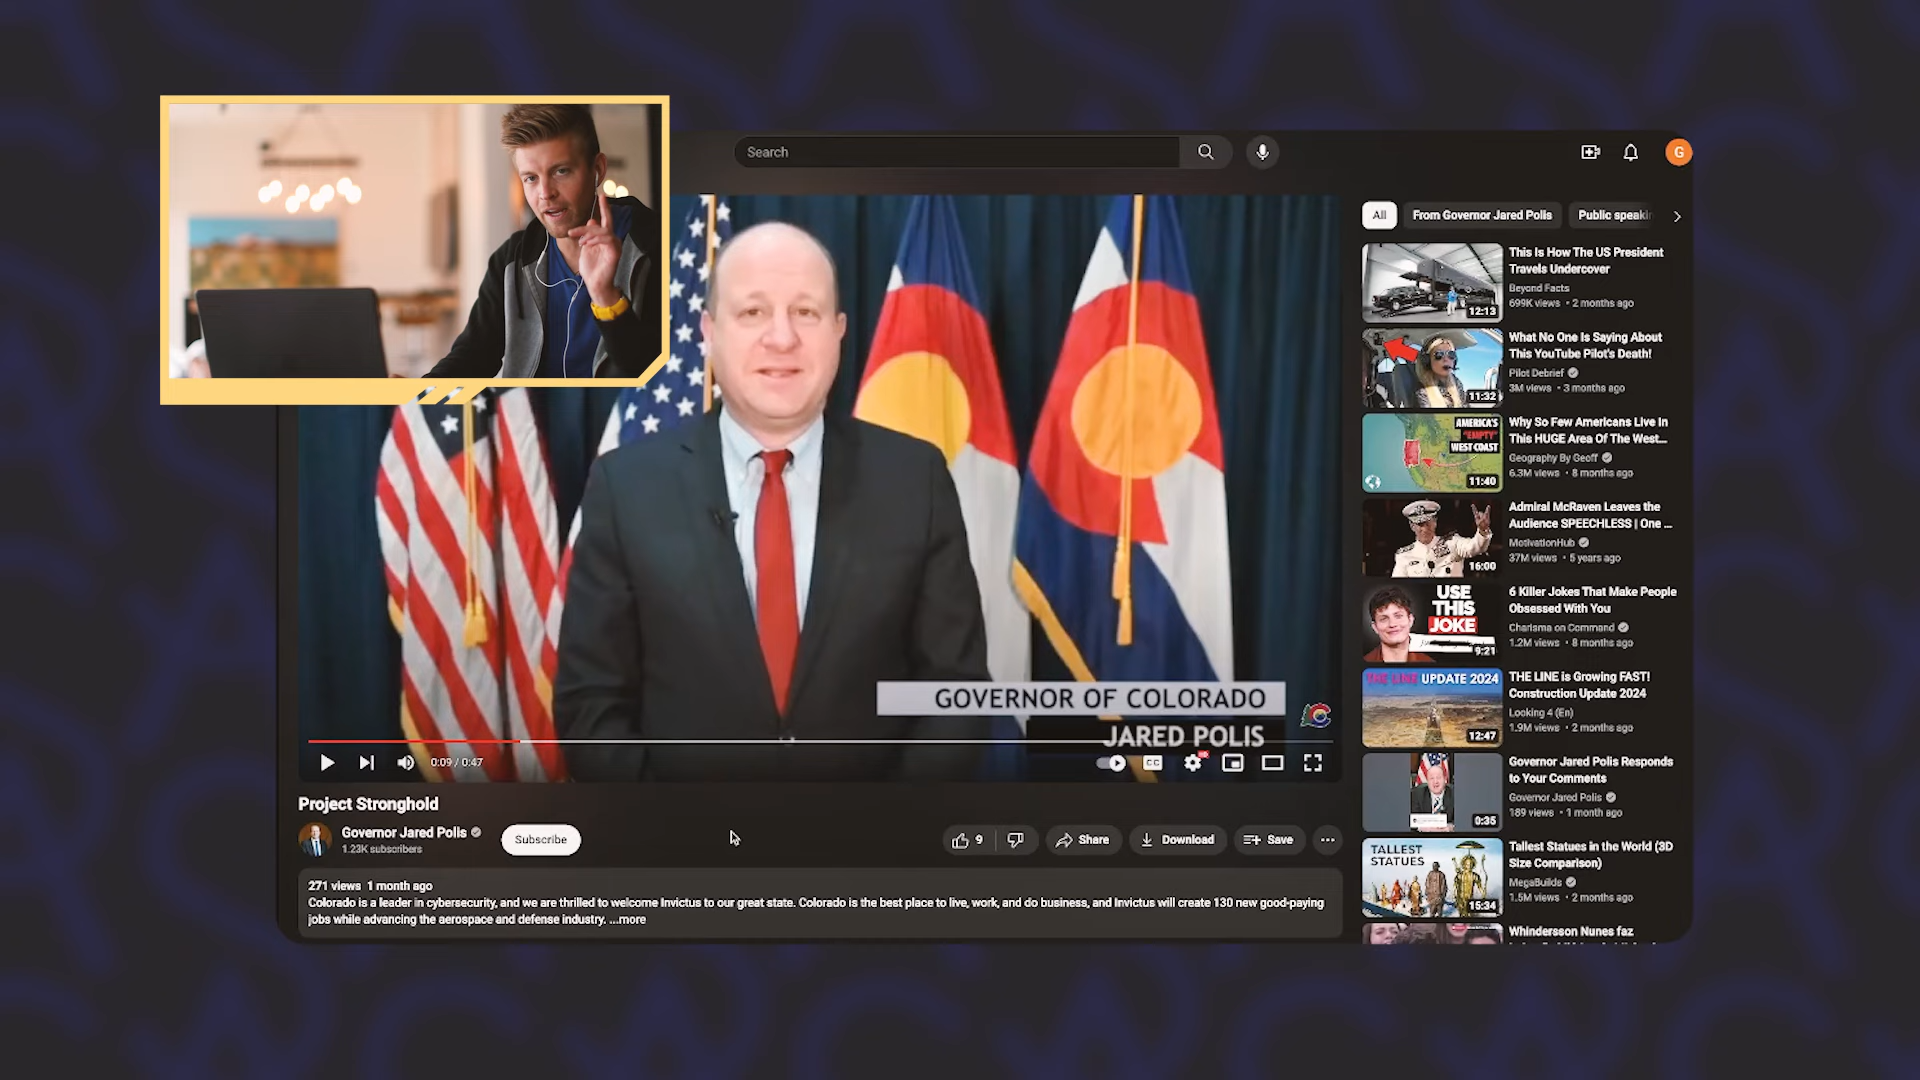 Search
G
GOVERNOR OF COLORADO
JARED POLIS
0:09 / 0:47
CC
HD
Project Stronghold
Governor Jared Polis
1.23K subscribers
Subscribe
9
Share
Download
Save
271 views 1 month ago
Colorado is a leader in cybersecurity, and we are thrilled to welcome Invictus to our great state. Colorado is the best place to live, work, and do business, and Invictus will create 130 new good-paying
jobs while advancing the aerospace and defense industry. ...more
All
From Governor Jared Polis
Public speaki
12:13
This Is How The US President
Travels Undercover
Beyond Facts
699K views • 2 months ago
11:32
What No One Is Saying About
This YouTube Pilot's Death!
Pilot Debrief
3M views • 3 months ago
AMERICA'S
"EMPTY"
WEST COAST
11:40
Why So Few Americans Live In
This HUGE Area Of The West...
Geography By Geoff
6.3M views • 8 months ago
16:00
Admiral McRaven Leaves the
Audience SPEECHLESS | One ...
MotivationHub
37M views • 5 years ago
USE
THIS
JOKE
9:21
6 Killer Jokes That Make People
Obsessed With You
Charisma on Command
1.2M views • 8 months ago
THE LINE UPDATE 2024
12:47
THE LINE is Growing FAST!
Construction Update 2024
Looking 4 (En)
1.9M views • 2 months ago
0:35
Governor Jared Polis Responds
to Your Comments
Governor Jared Polis
189 views • 1 month ago
TALLEST
STATUES
15:34
Tallest Statues in the World (3D
Size Comparison)
MegaBuilds
1.5M views • 2 months ago
Whindersson Nunes faz